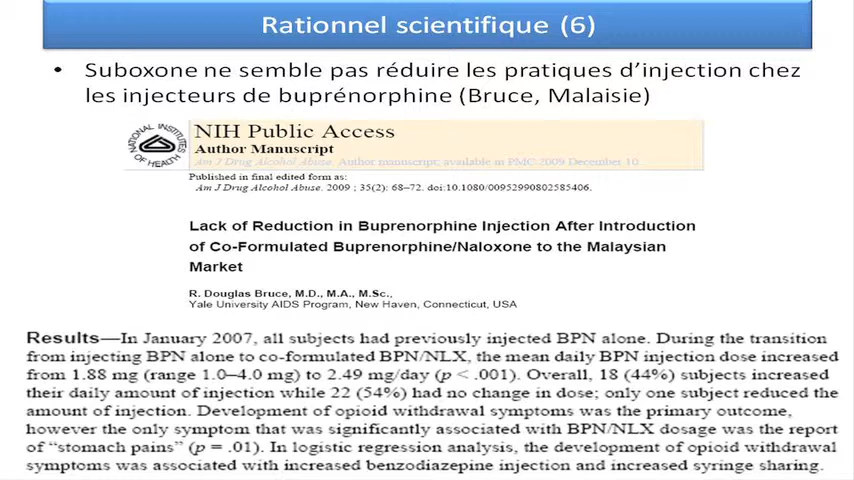 Rationnel scientifique (6)
• Suboxone ne semble pas réduire les pratiques d'injection chez
les injecteurs de buprénorphine (Bruce, Malaisie)
NATIONAL INSTITUTES OF HEALTH
NIH Public Access
Author Manuscript
Am J Drug Alcohol Abuse. Author manuscript; available in PMC 2009 December 10
Published in final edited form as:
Am J Drug Alcohol Abuse. 2009 ; 35(2): 68–72. doi:10.1080/00952990802585406.
Lack of Reduction in Buprenorphine Injection After Introduction
of Co-Formulated Buprenorphine/Naloxone to the Malaysian
Market
R. Douglas Bruce, M.D., M.A., M.Sc.,
Yale University AIDS Program, New Haven, Connecticut, USA
Results—In January 2007, all subjects had previously injected BPN alone. During the transition
from injecting BPN alone to co-formulated BPN/NLX, the mean daily BPN injection dose increased
from 1.88 mg (range 1.0–4.0 mg) to 2.49 mg/day (p < .001). Overall, 18 (44%) subjects increased
their daily amount of injection while 22 (54%) had no change in dose; only one subject reduced the
amount of injection. Development of opioid withdrawal symptoms was the primary outcome,
however the only symptom that was significantly associated with BPN/NLX dosage was the report
of “stomach pains” (p = .01). In logistic regression analysis, the development of opioid withdrawal
symptoms was associated with increased benzodiazepine injection and increased syringe sharing.